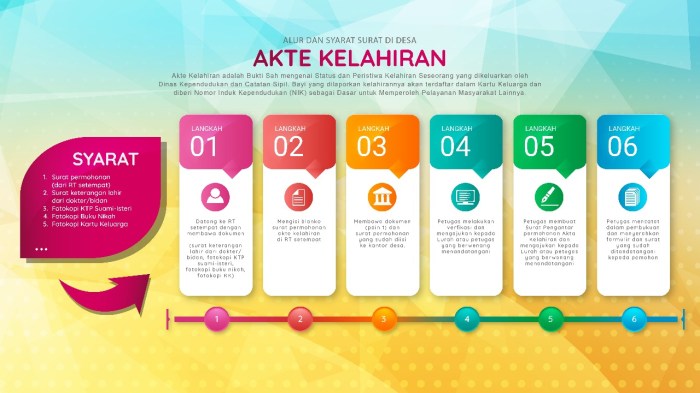 ALUR DAN SYARAT SURAT DI DESA
AKTE KELAHIRAN
Akte Kelahiran adalah Bukti Sah mengenai Status dan Peristiwa Kelahiran Seseorang yang dikeluarkan oleh
Dinas Kependudukan dan Catatan Sipil. Bayi yang dilaporkan kelahirannya akan terdaftar dalam Kartu Keluarga dan
diberi Nomor Induk Kependudukan (NIK) sebagai Dasar untuk Memperoleh Pelayanan Masyarakat Lainnya.
SYARAT
1. Surat permohonan
(dari RT setempat)
2. Surat keterangan lahir
dari dokter/bidan
3. Fotokopi KTP Suami-Isteri
4. Fotokopi Buku Nikah
5. Fotokopi Kartu Keluarga
LANGKAH
01
Datang ke RT
setempat dengan
membawa dokumen
(surat keterangan
lahir dari dokter/
bidan, fotokopi KTP
suami-isteri,
fotokopi buku nikah,
fotokopi KK)
LANGKAH
02
Mengisi blanko
surat permohonan
akte kelahiran
di RT setempat
LANGKAH
03
Membawa dokumen
(poin 1) dan
surat permohonan
yang sudah diisi
ke kantor desa.
LANGKAH
04
Petugas melakukan
verifikasi dan
mengajukan kepada
Lurah atau petugas
yang berwenang
menandatangani
LANGKAH
05
Petugas membuat
Surat Pengantar
permohonan Akta
Kelahiran dan
mengajukan kepada
Lurah atau petugas
yang berwenang
menandatangani
LANGKAH
06
Petugas mencatat
dalam pembukuan
dan menyerahkan
formulir dan surat
yang sudah
ditandatangani
kepada pemohon
1
2
3
4
5
6